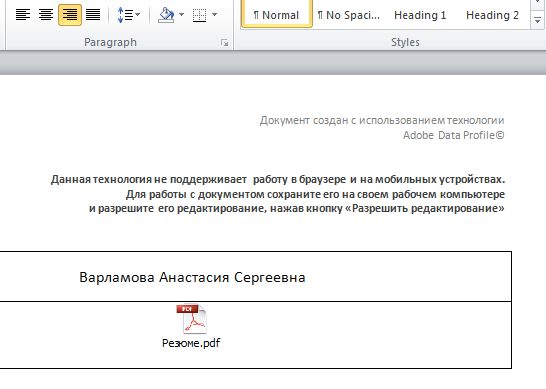 ¶ Normal
¶ No Spaci...
Heading 1
Heading 2
Paragraph
Styles
Документ создан с использованием технологии
Adobe Data Profile©
Данная технология не поддерживает работу в браузере и на мобильных устройствах.
Для работы с документом сохраните его на своем рабочем компьютере
и разрешите его редактирование, нажав кнопку «Разрешить редактирование»
Варламова Анастасия Сергеевна
PDF
Резюме.pdf